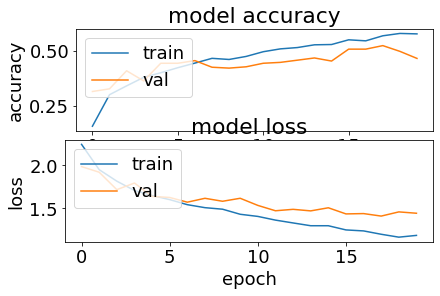 model accuracy
accuracy
0.50
0.25
train
val
model loss
loss
2.0
1.5
train
val
0 5 10 15
epoch